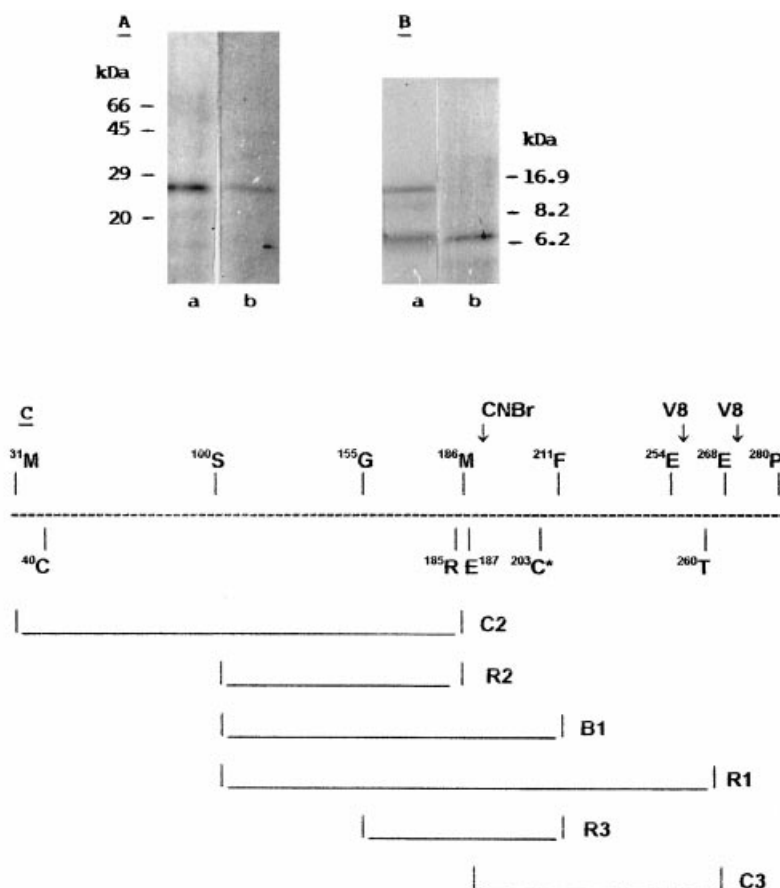 A
B
kDa
66
45
29
20
a b
kDa
16.9
8.2
6.2
a b
C
CNBr
V8 V8
31M 100S 155G 186M 211F 254E 268E 280P
40C 185R E187 203C* 260T
C2
R2
B1
R1
R3
C3